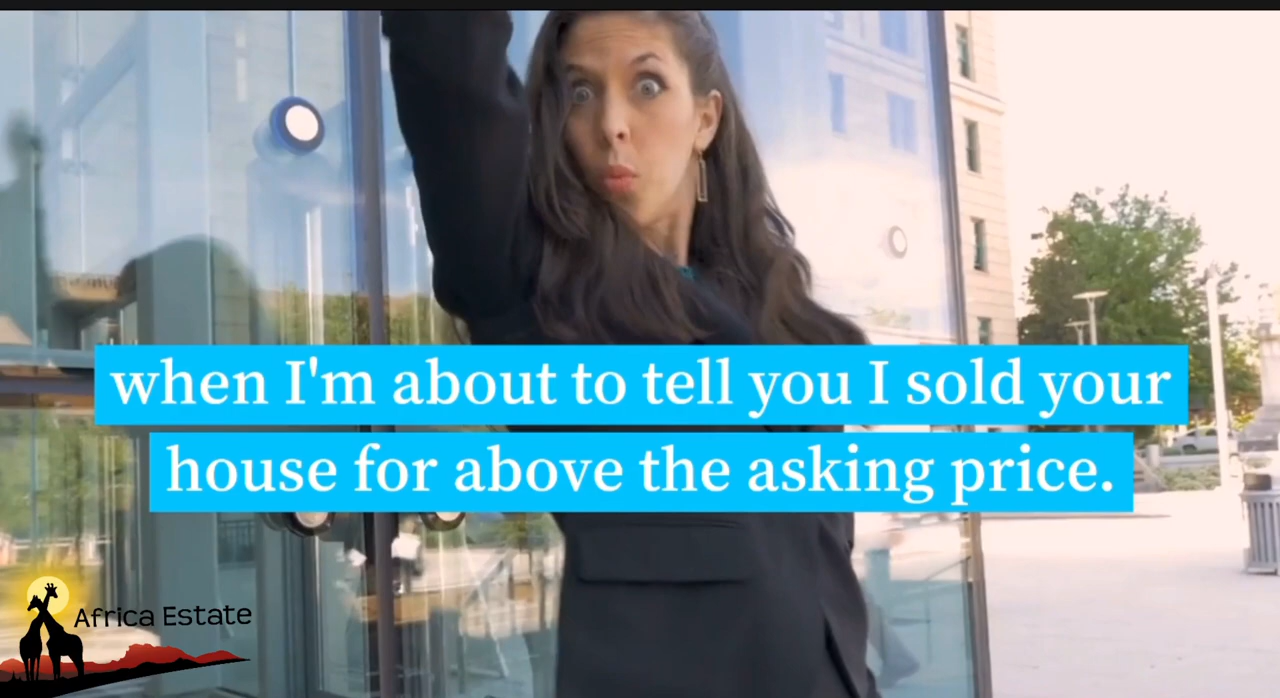 when I'm about to tell you I sold your
house for above the asking price.
Africa Estate